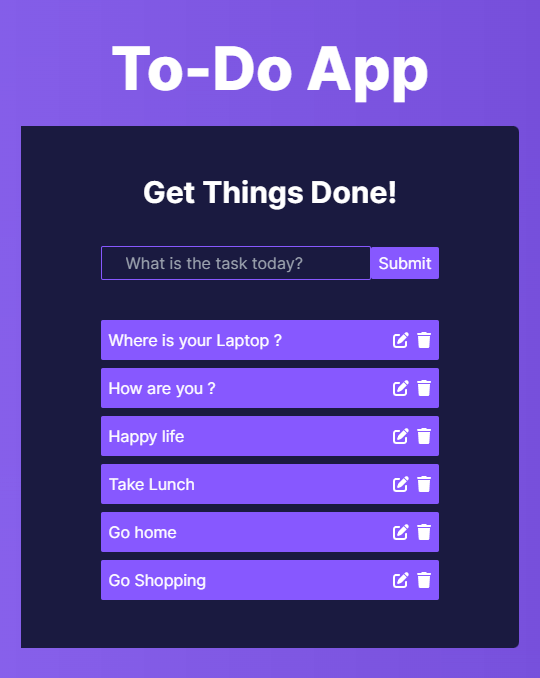 To-Do App
Get Things Done!
What is the task today? Submit
Where is your Laptop ?
How are you ?
Happy life
Take Lunch
Go home
Go Shopping